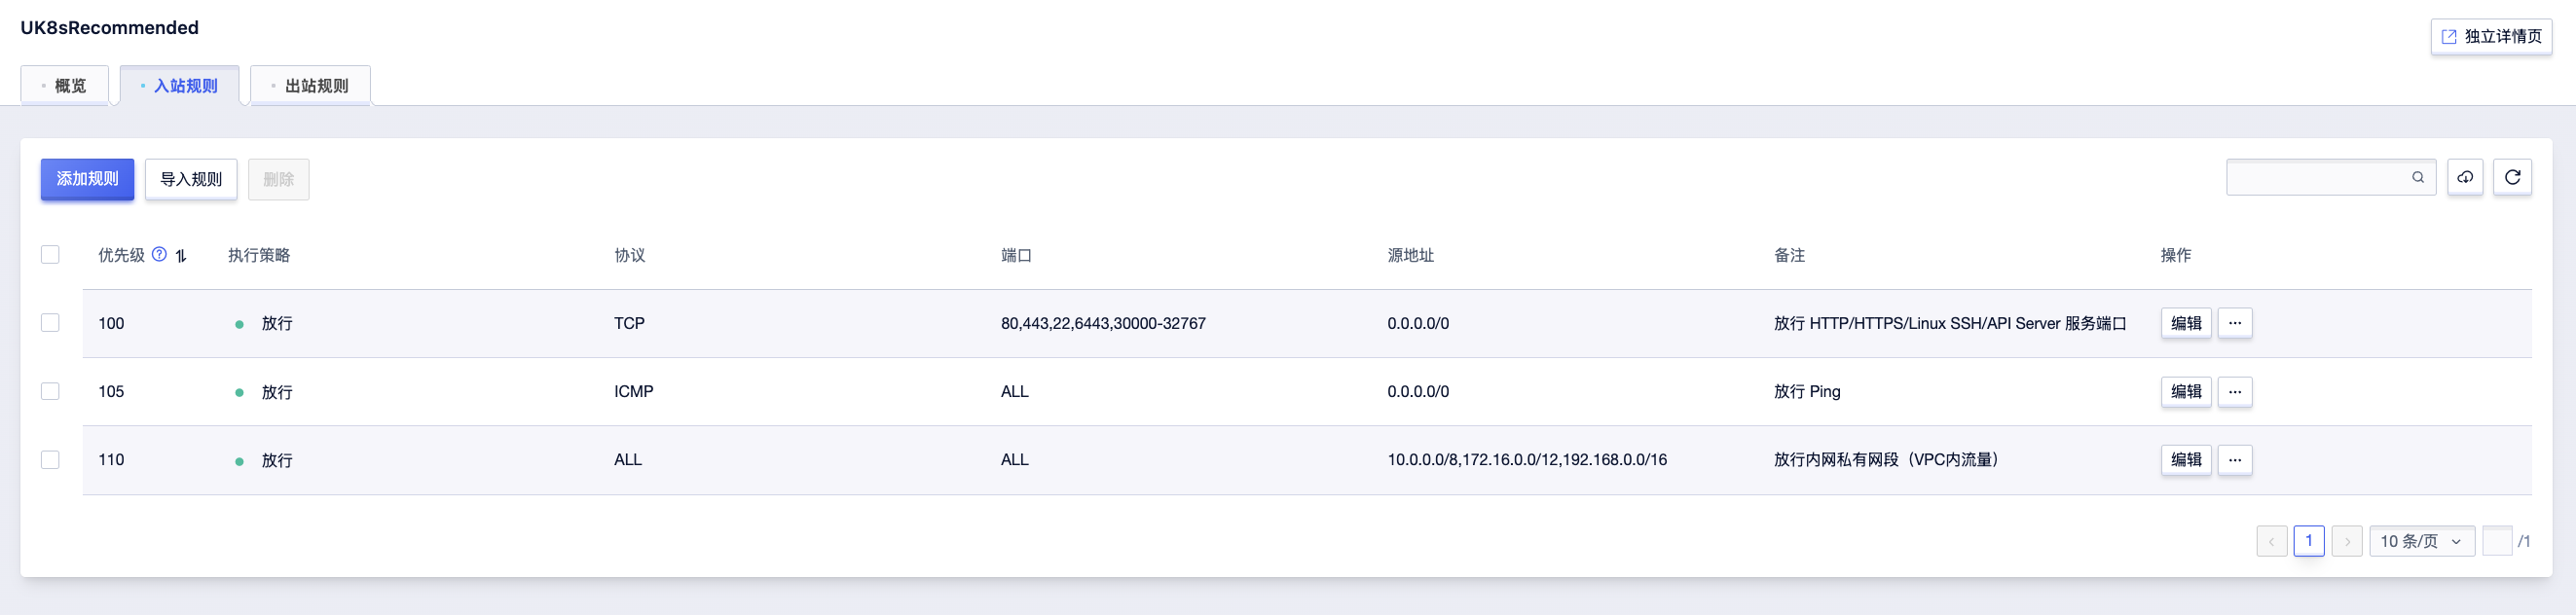 UK8sRecommended
独立详情页
概览 入站规则 出站规则
添加规则 导入规则 删除
优先级 执行策略 协议 端口 源地址 备注 操作
100 放行 TCP 80,443,22,6443,30000-32767 0.0.0.0/0 放行 HTTP/HTTPS/Linux SSH/API Server 服务端口 编辑 ...
105 放行 ICMP ALL 0.0.0.0/0 放行 Ping 编辑 ...
110 放行 ALL ALL 10.0.0.0/8,172.16.0.0/12,192.168.0.0/16 放行内网私有网段（VPC内流量） 编辑 ...
1 10 条/页 /1